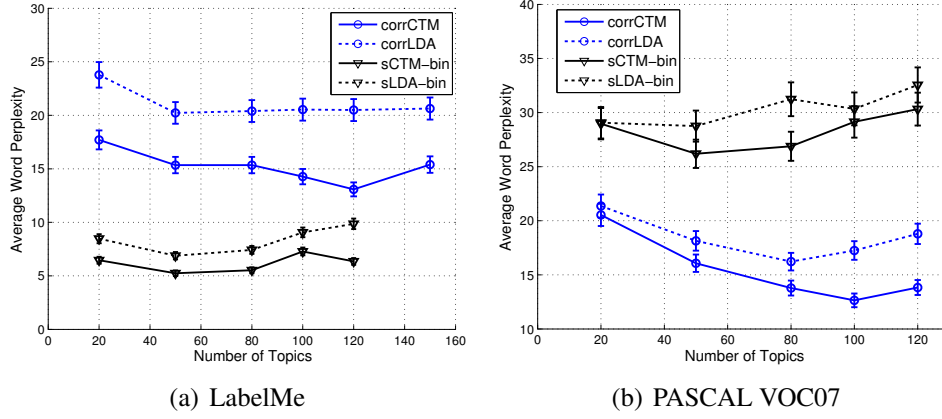 30
25
20
15
10
5
0
0 20 40 60 80 100 120 140 160
Average Word Perplexity
Number of Topics
corrCTM
corrLDA
sCTM−bin
sLDA−bin
(a) LabelMe
40
35
30
25
20
15
10
0 20 40 60 80 100 120
Average Word Perplexity
Number of Topics
corrCTM
corrLDA
sCTM−bin
sLDA−bin
(b) PASCAL VOC07